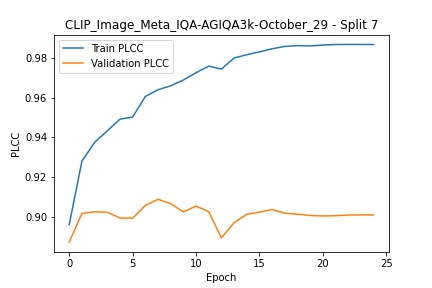 CLIP_Image_Meta_IQA-AGIQA3k-October_29 - Split 7
Train PLCC
Validation PLCC
0.98
0.96
0.94
0.92
0.90
PLCC
0
5
10
15
20
25
Epoch